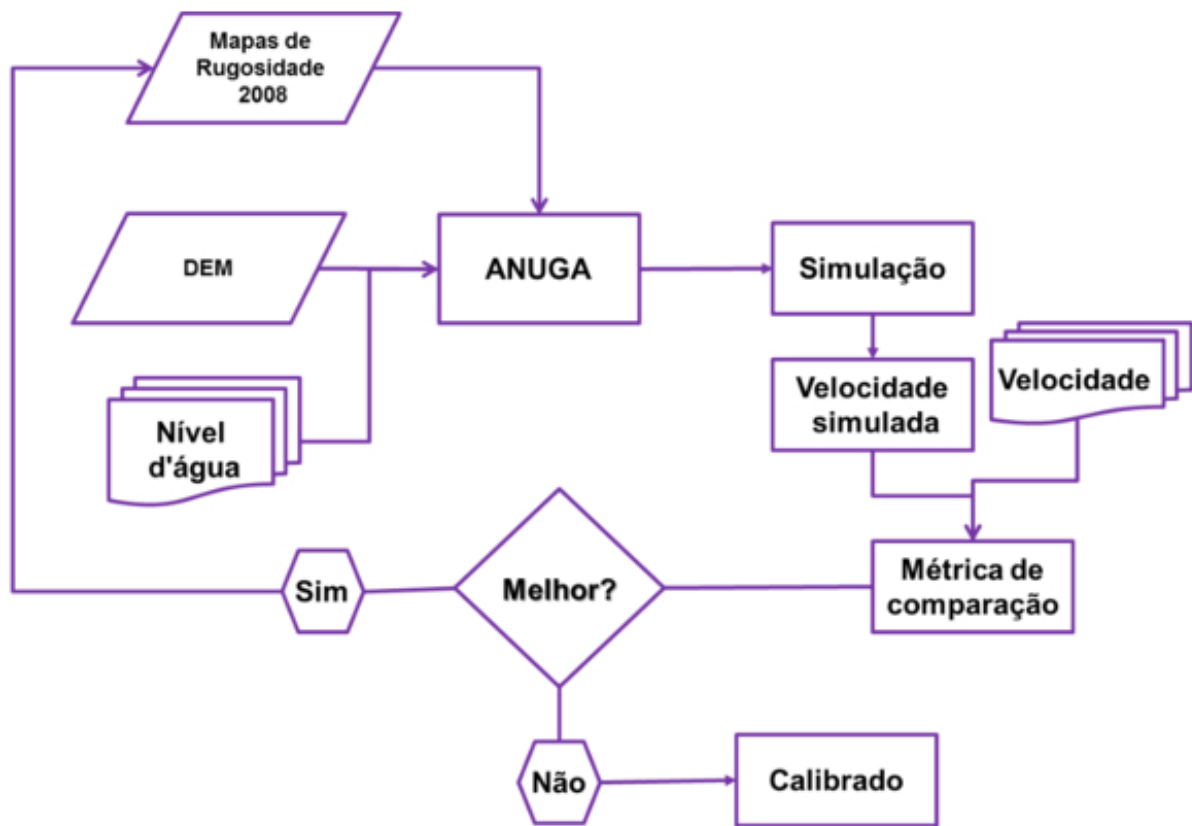 Mapas de
Rugosidade
2008
DEM
ANUGA
Simulação
Nível
d'água
Velocidade
simulada
Velocidade
Métrica de
comparação
Melhor?
Sim
Não
Calibrado